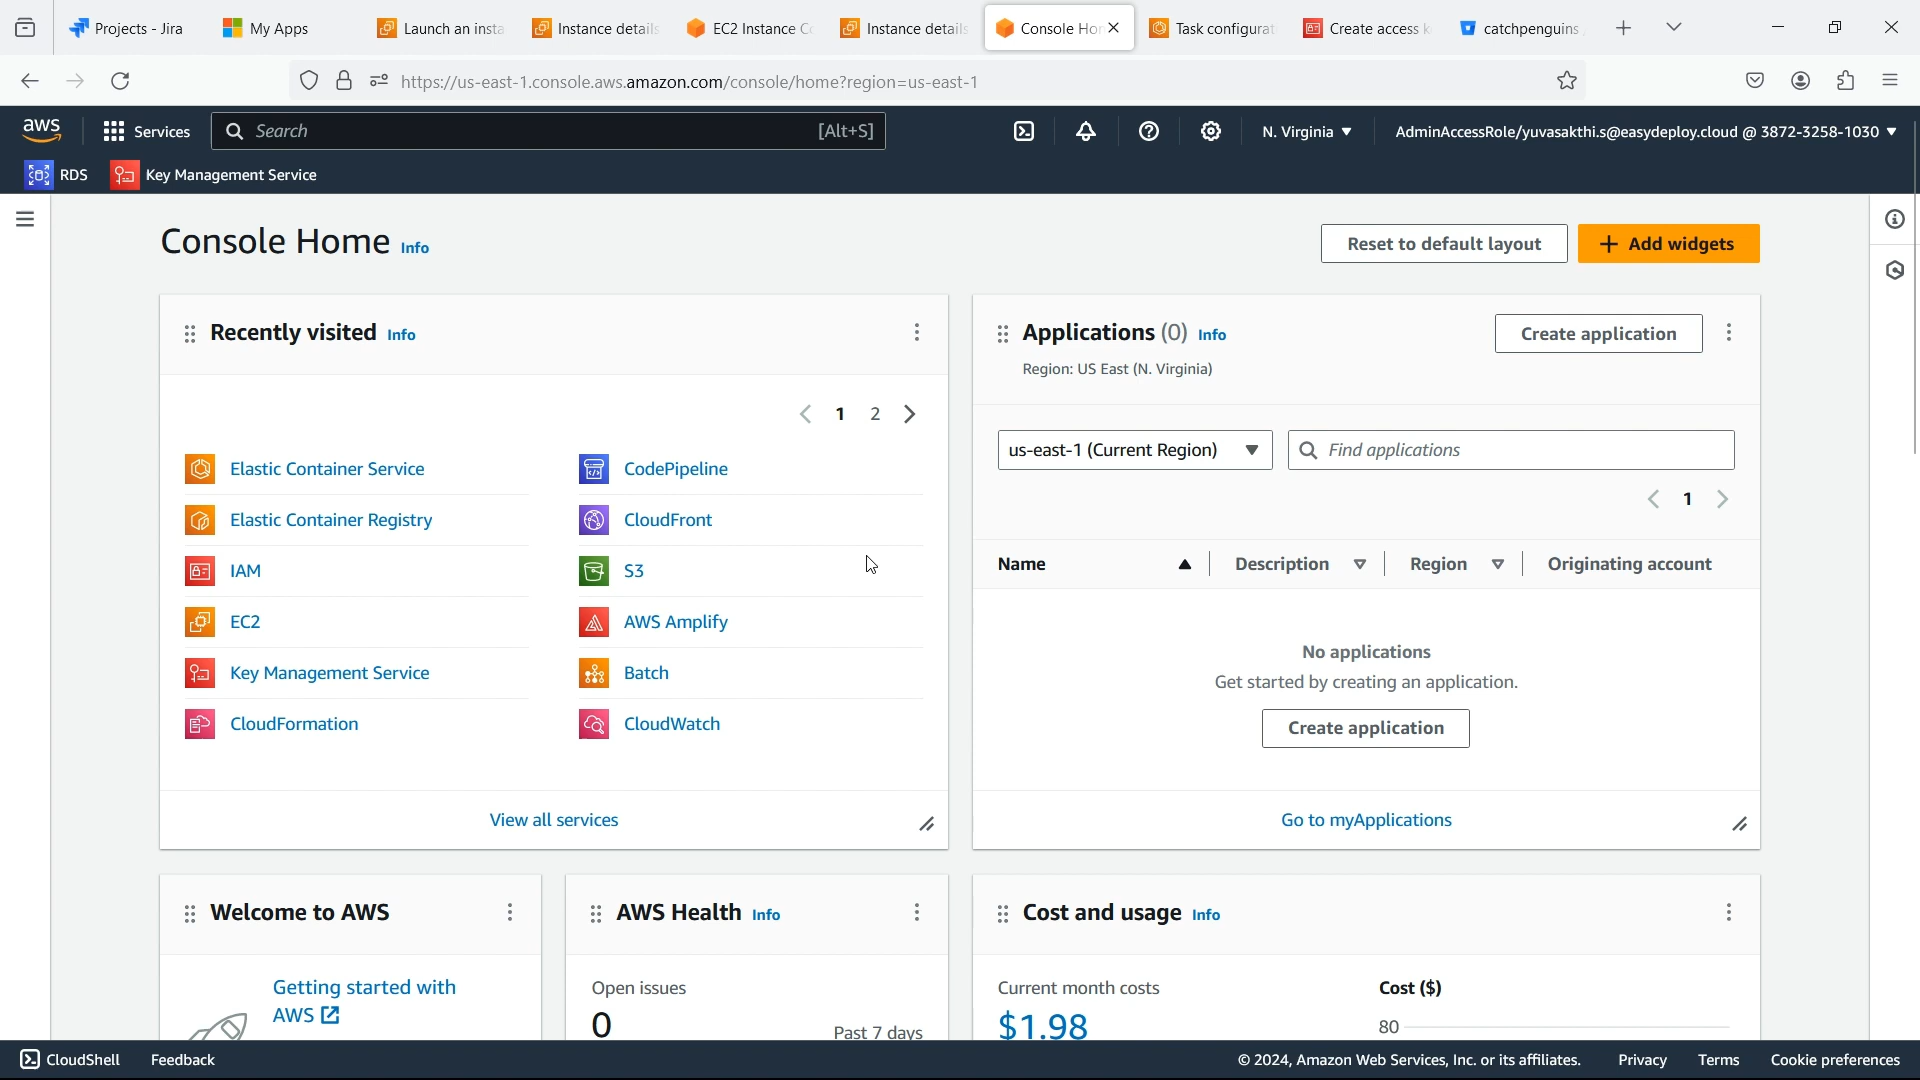 Projects - Jira
My Apps
Launch an insta
Instance details
EC2 Instance Co
Instance details
Console Hom
Task configurat
Create access k
catchpenguins
https://us-east-1.console.aws.amazon.com/console/home?region=us-east-1
aws
Services
Search
[Alt+S]
N. Virginia
AdminAccessRole/yuvasakthi.s@easydeploy.cloud @ 3872-3258-1030
RDS
Key Management Service
Console Home Info
Reset to default layout
Add widgets
Recently visited Info
1 2
Elastic Container Service
Elastic Container Registry
IAM
EC2
Key Management Service
CloudFormation
CodePipeline
CloudFront
S3
AWS Amplify
Batch
CloudWatch
View all services
Applications (0) Info
Region: US East (N. Virginia)
Create application
us-east-1 (Current Region)
Find applications
1
Name
Description
Region
Originating account
No applications
Get started by creating an application.
Create application
Go to myApplications
Welcome to AWS
Getting started with
AWS
AWS Health Info
Open issues
0
Past 7 days
Cost and usage Info
Current month costs
$1.98
Cost ($)
80
CloudShell
Feedback
© 2024, Amazon Web Services, Inc. or its affiliates.
Privacy
Terms
Cookie preferences